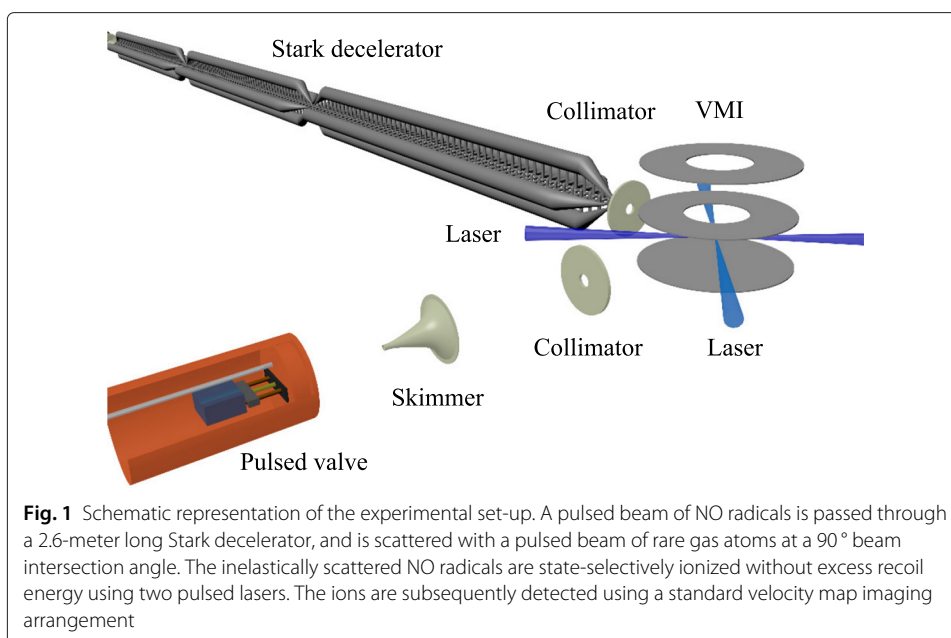 Stark decelerator
Collimator
VMI
Laser
Collimator
Laser
Skimmer
Pulsed valve
Fig. 1 Schematic representation of the experimental set-up. A pulsed beam of NO radicals is passed through
a 2.6-meter long Stark decelerator, and is scattered with a pulsed beam of rare gas atoms at a 90 ° beam
intersection angle. The inelastically scattered NO radicals are state-selectively ionized without excess recoil
energy using two pulsed lasers. The ions are subsequently detected using a standard velocity map imaging
arrangement